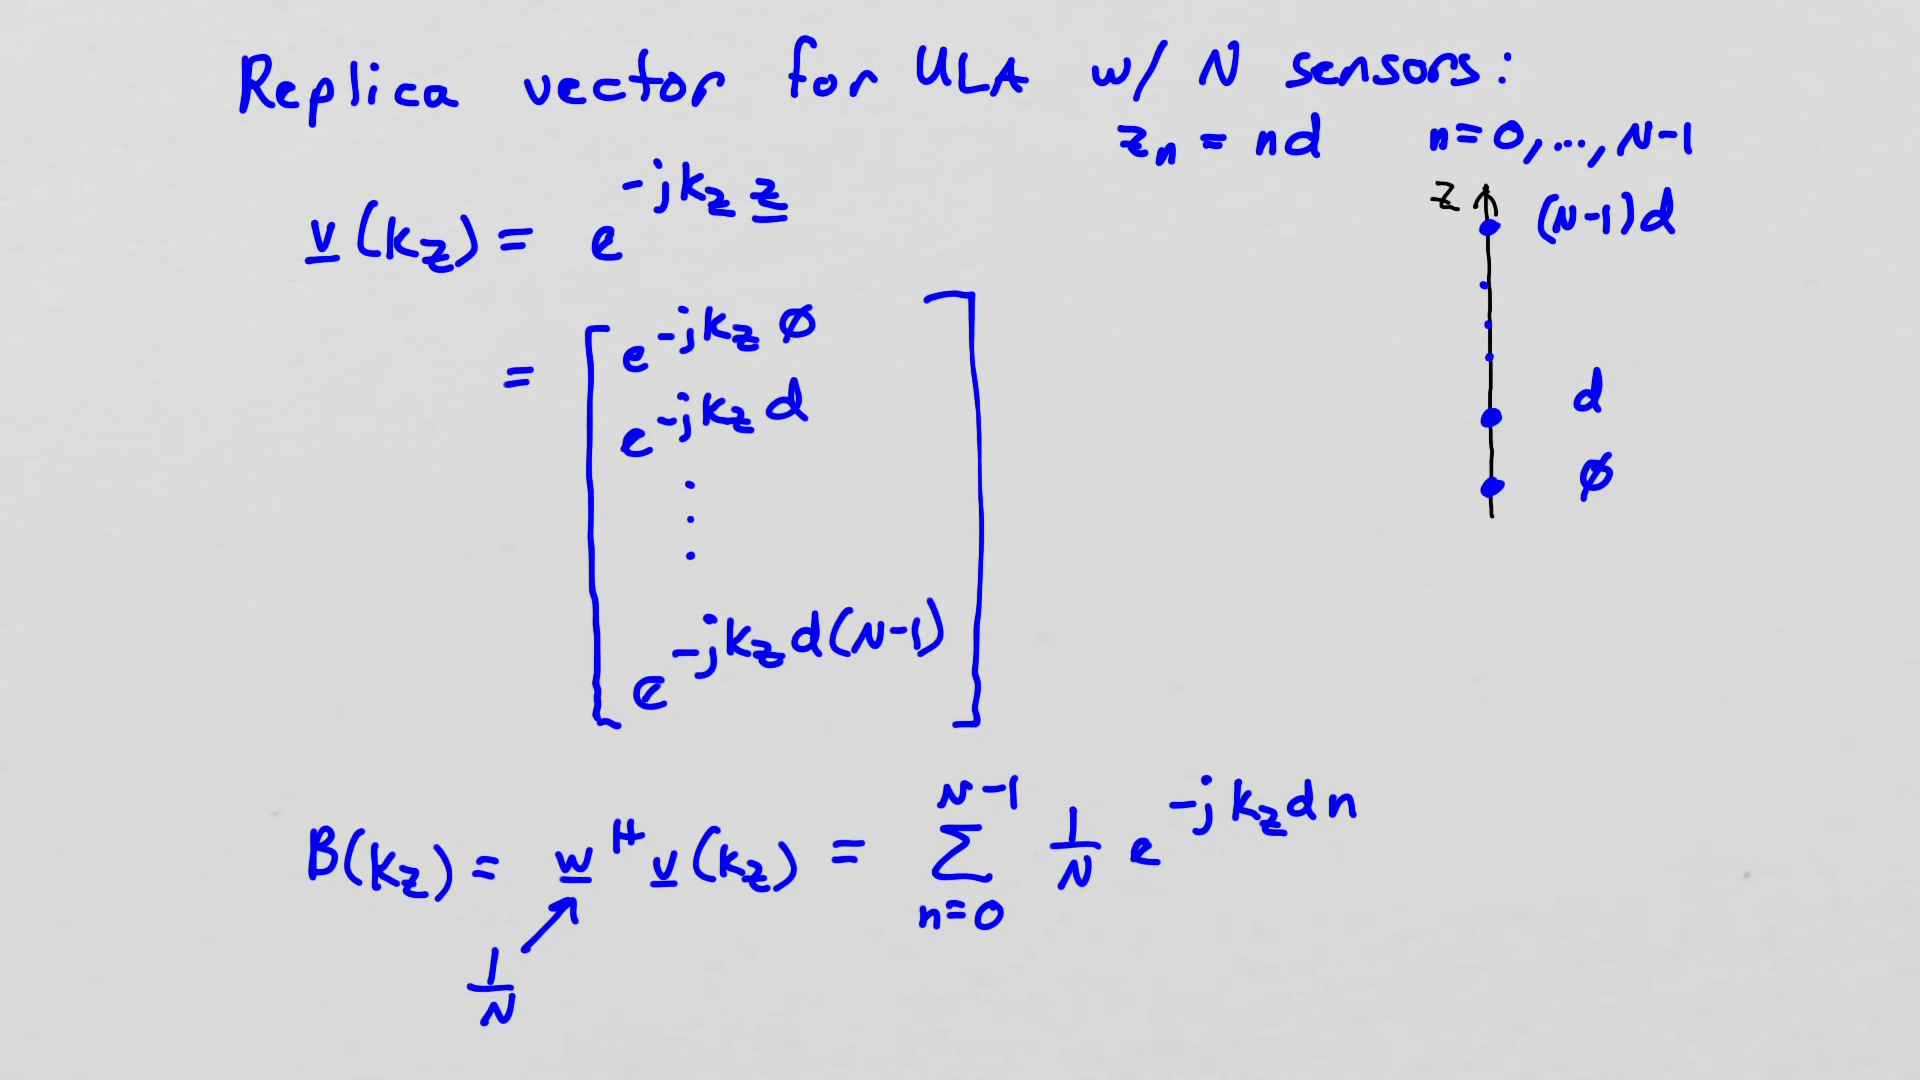 Replica vector for ULA w/ N sensors:
z_n = nd   n=0,...,N-1
v(k_z) = e^{-jk_z z}
z
(N-1)d
= [ e^{-jk_z ∅}
e^{-jk_z d}
⋮
e^{-jk_z d(N-1)} ]
d
∅
B(k_z) = w^H v(k_z) = ∑_{n=0}^{N-1} 1/N e^{-jk_z dn}
1/N